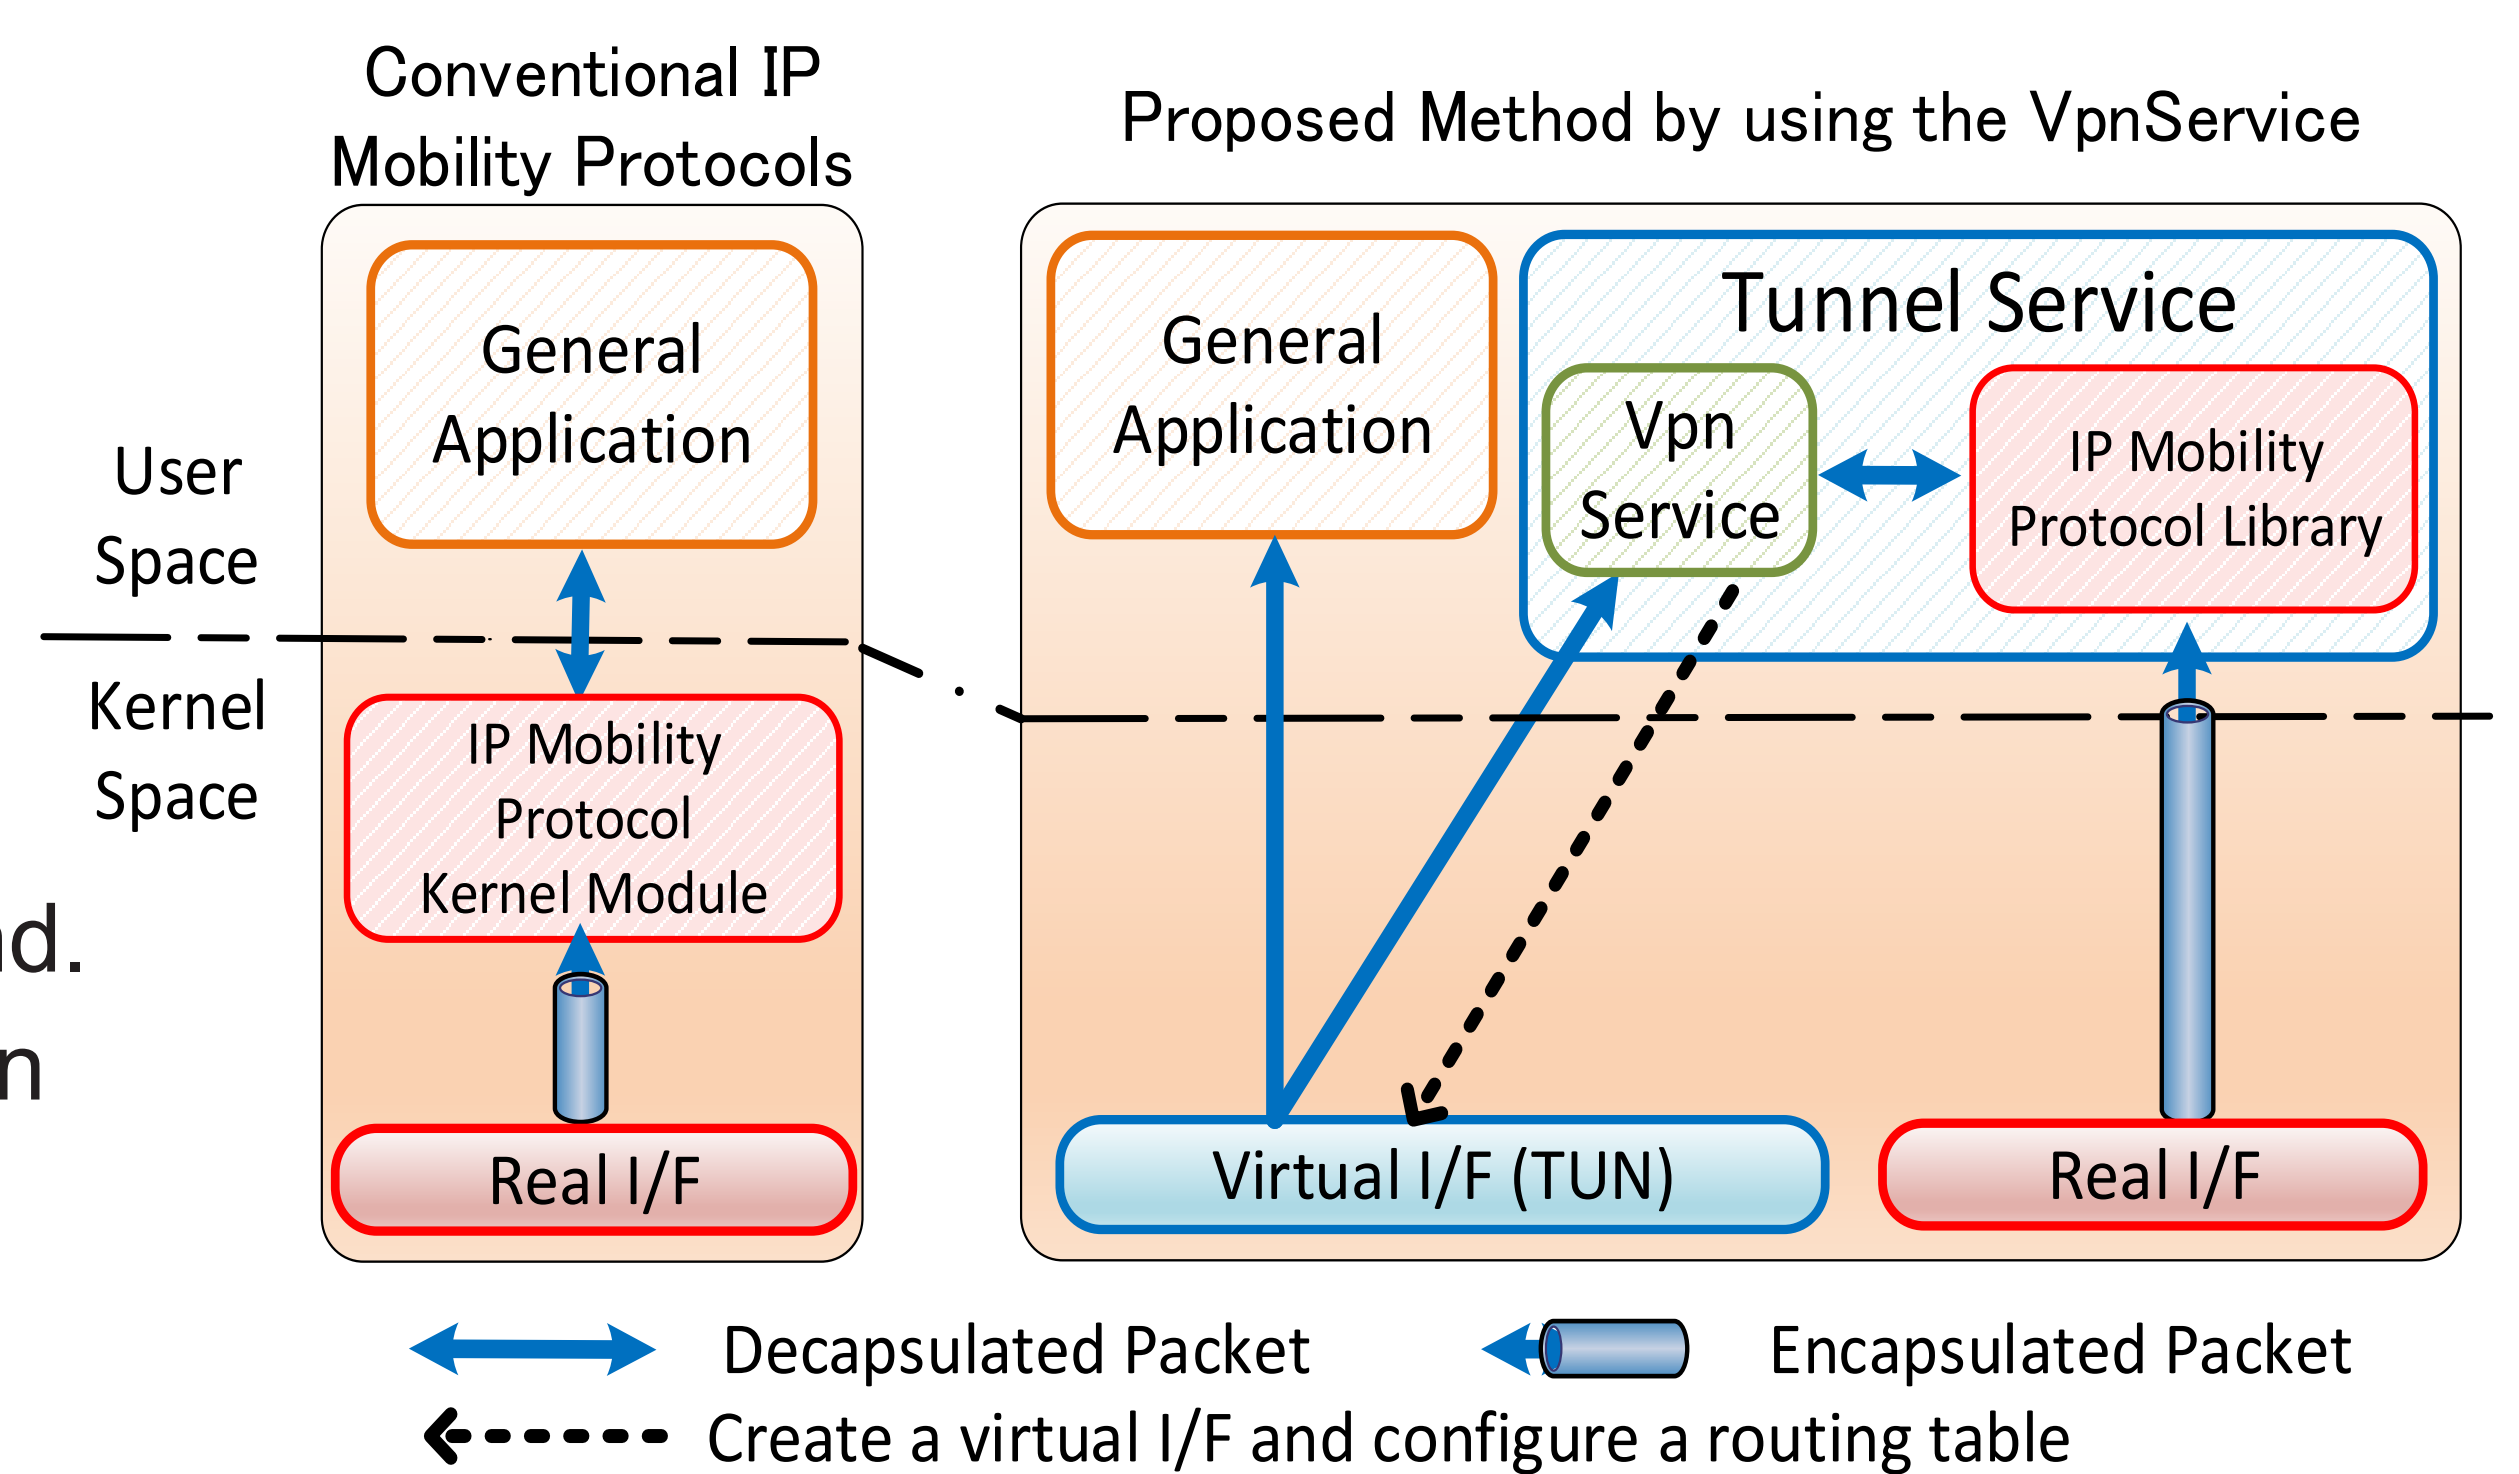 Conventional IP
Mobility Protocols
Proposed Method by using the VpnService
General
Application
General
Application
Tunnel Service
Vpn
Service
IP Mobility
Protocol Library
User
Space
Kernel
Space
IP Mobility
Protocol
Kernel Module
d.
n
Real I/F
Virtual I/F (TUN)
Real I/F
Decapsulated Packet
Encapsulated Packet
Create a virtual I/F and configure a routing table